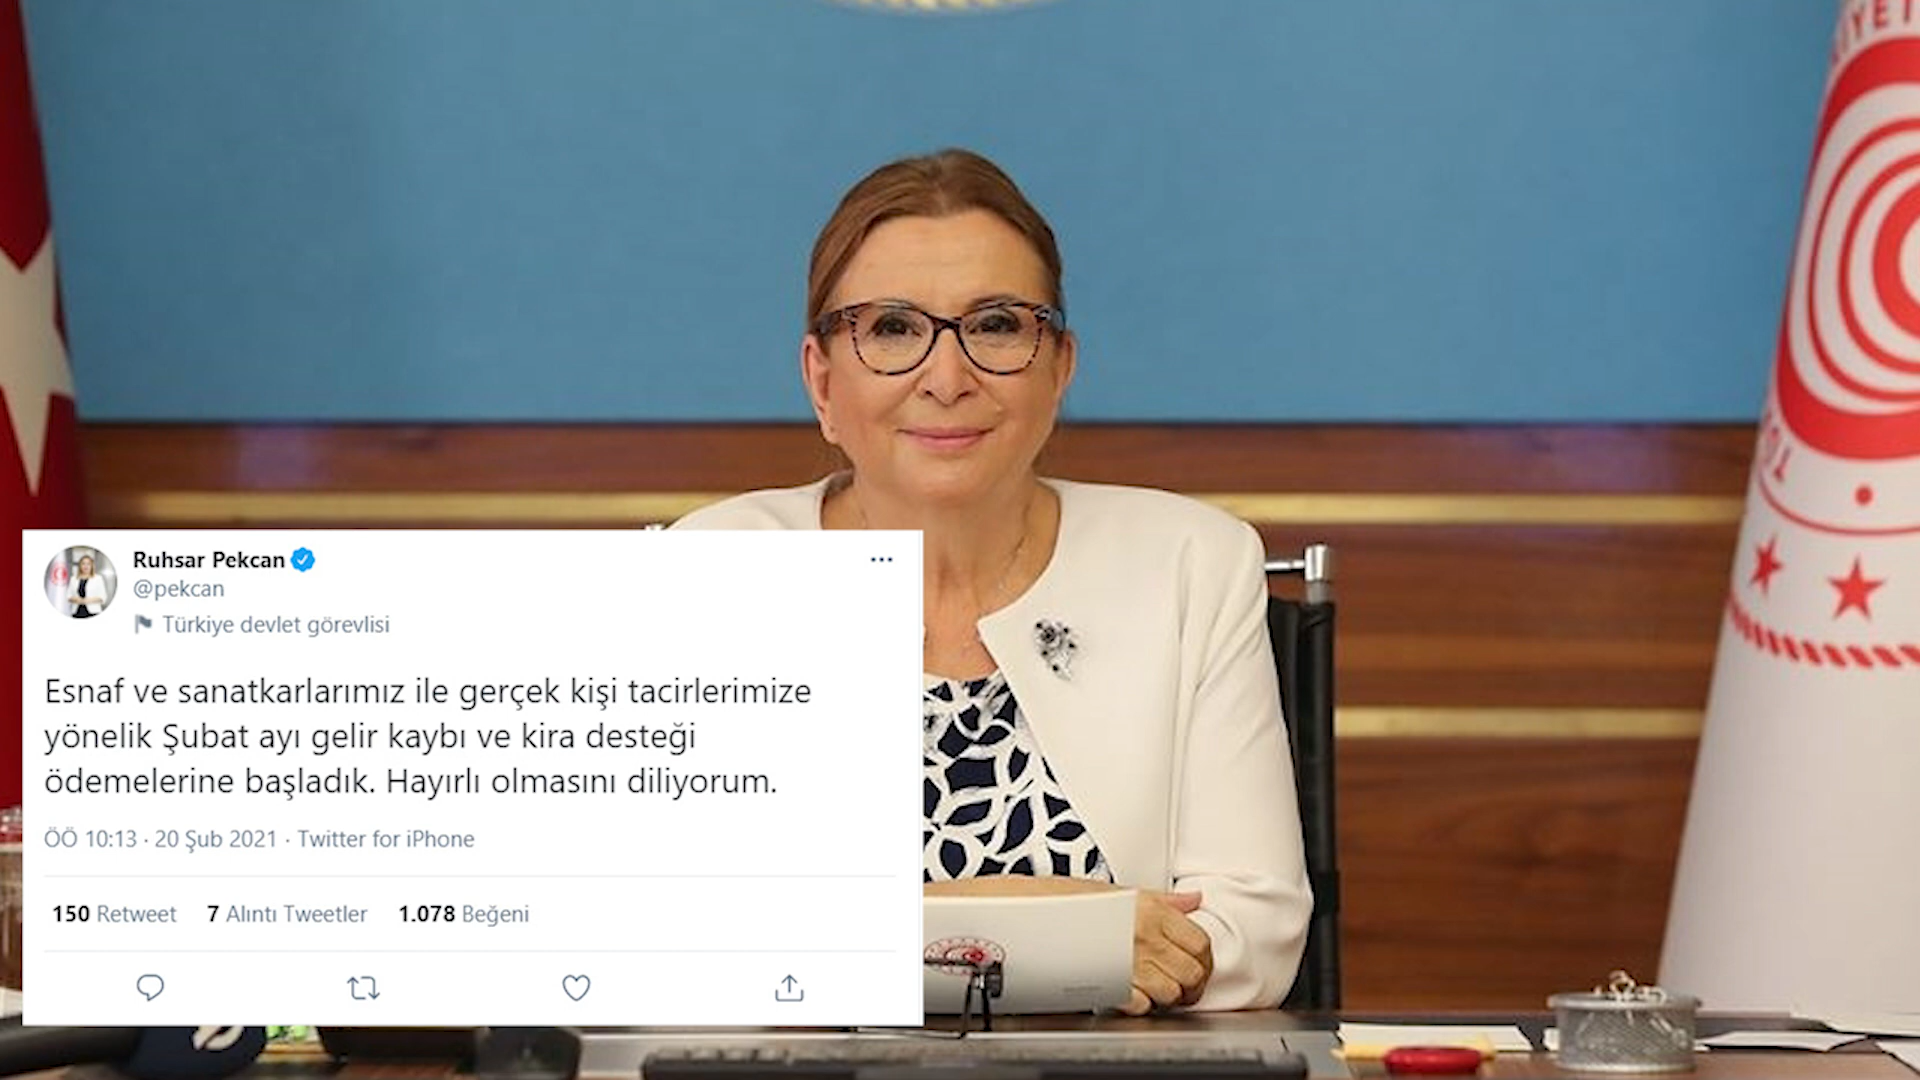 Ruhsar Pekcan
@pekcan
Türkiye devlet görevlisi
Esnaf ve sanatkarlarımız ile gerçek kişi tacirlerimize
yönelik Şubat ayı gelir kaybı ve kira desteği
ödemelerine başladık. Hayırlı olmasını diliyorum.
ÖÖ 10:13 · 20 Şub 2021 · Twitter for iPhone
150 Retweet 7 Alıntı Tweetler 1.078 Beğeni